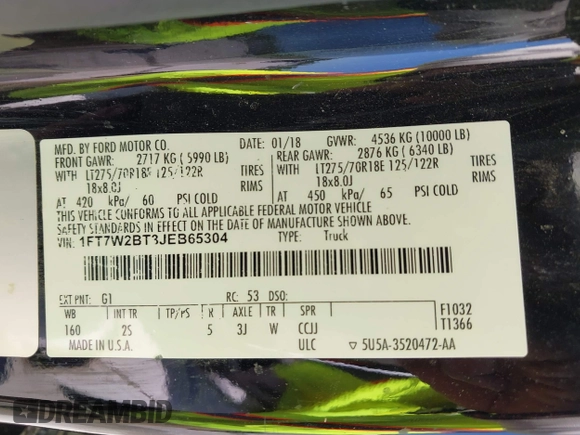 MFD. BY FORD MOTOR CO.
DATE: 01/18 GVWR: 4536 KG (10000 LB)
FRONT GAWR: 2717 KG (5990 LB) REAR GAWR: 2876 KG (6340 LB)
WITH LT275/70R18E 125/122R TIRES WITH LT275/70R18E 125/122R TIRES
18x8.0J RIMS 18x8.0J RIMS
AT 420 kPa/ 60 PSI COLD AT 450 kPa/ 65 PSI COLD
THIS VEHICLE CONFORMS TO ALL APPLICABLE FEDERAL MOTOR VEHICLE
SAFETY STANDARDS IN EFFECT ON THE DATE OF MANUFACTURE SHOWN ABOVE.
VIN: 1FT7W2BT3JEB65304 TYPE: Truck
EXT PNT: G1 RC: 53 DSO:
WB INT TR TP/PS R AXLE TR SPR F1032
160 2S 5 3J W CCJJ T1366
MADE IN U.S.A. ULC ▽ 5U5A-3520472-AA
DREAMBID